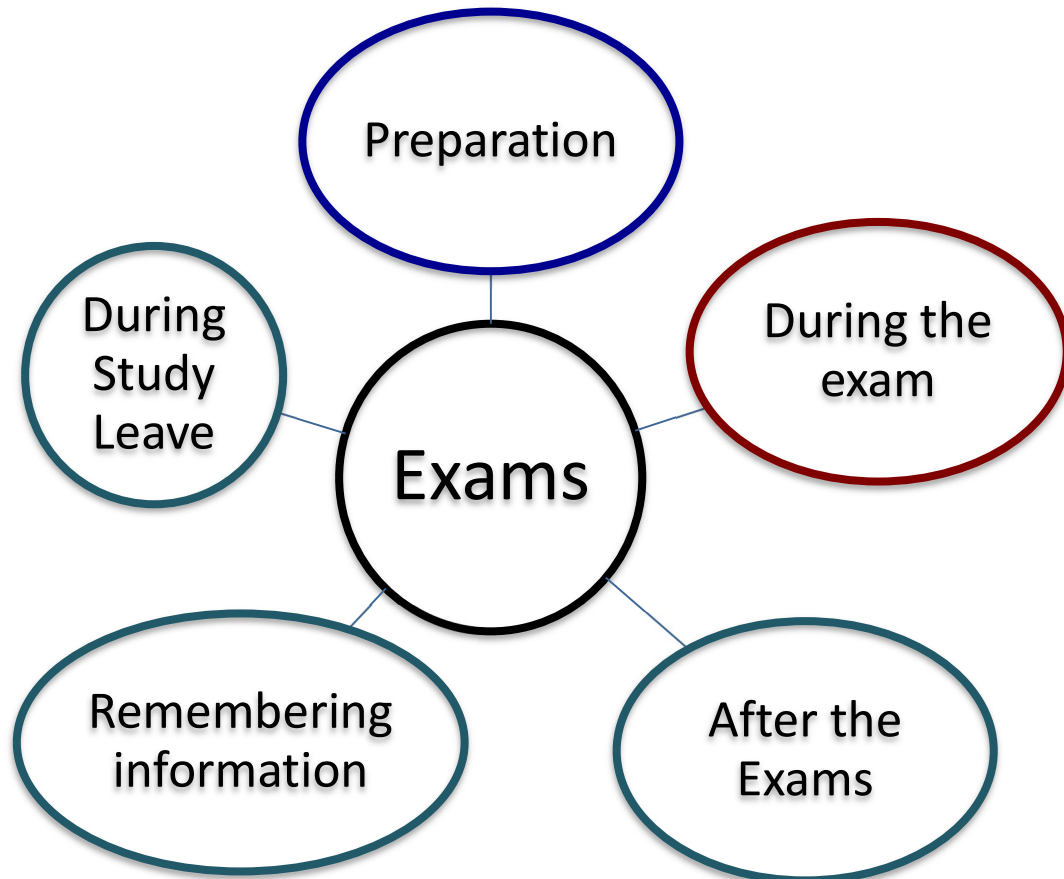 Preparation
During the
exam
During
Study
Leave
Exams
Remembering
information
After the
Exams